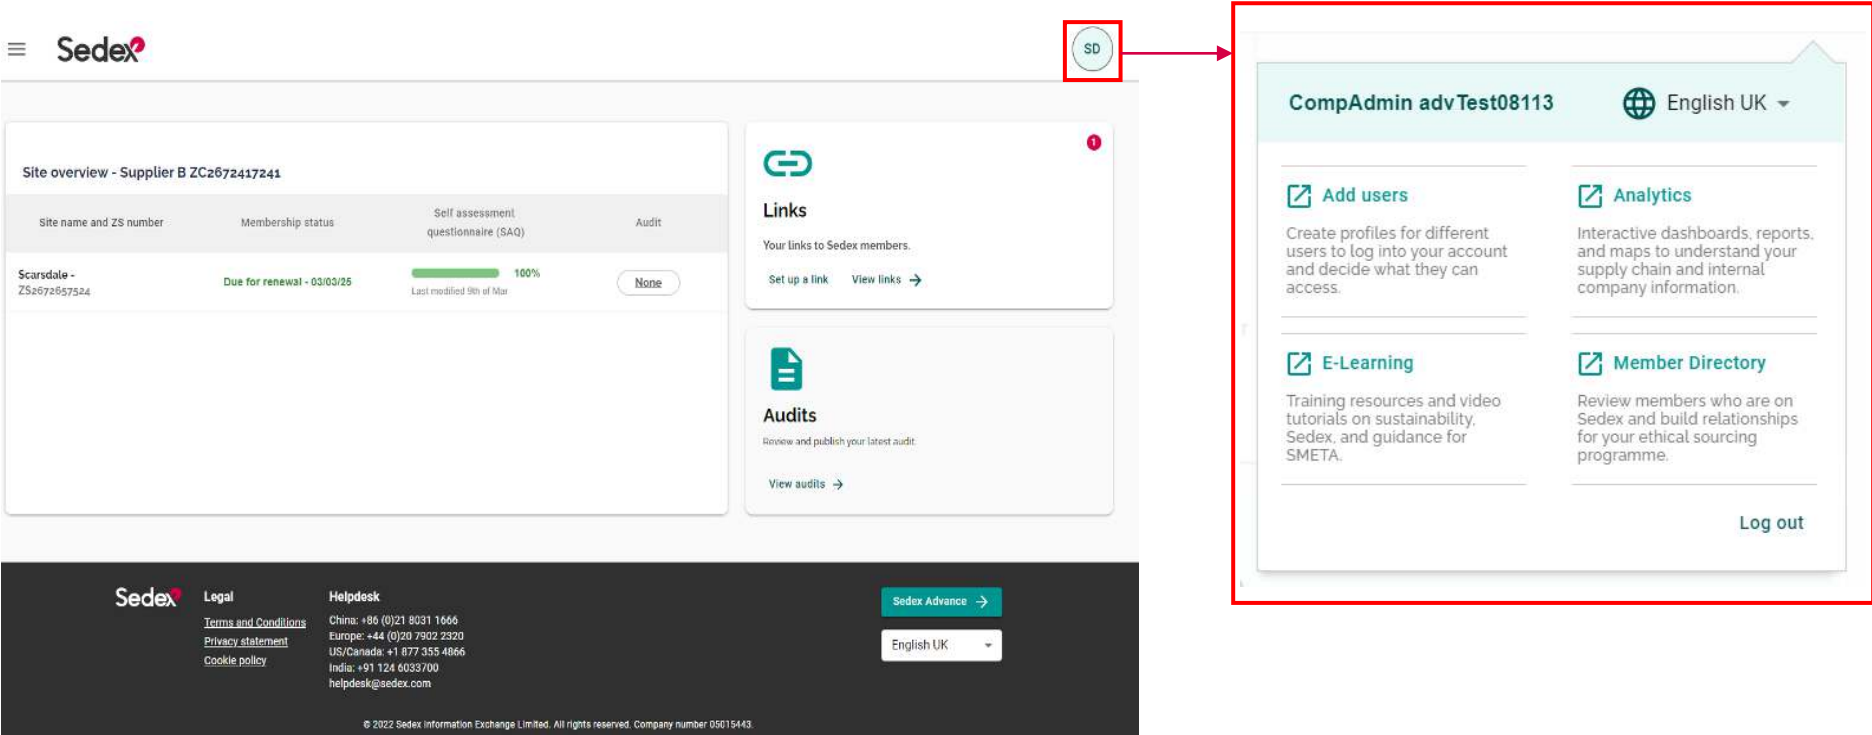 Sedex
SD
Site overview - Supplier B ZC2672417241
Site name and ZS number
Membership status
Self assessment
questionnaire (SAQ)
Audit
Scarsdale -
ZS2672657524
Due for renewal - 03/03/25
100%
Last modified 9th of Mar
None
1
Links
Your links to Sedex members.
Set up a link
View links →
Audits
Review and publish your latest audit
View audits →
Sedex
Legal
Terms and Conditions
Privacy statement
Cookie policy
Helpdesk
China: +86 (0)21 8031 1666
Europe: +44 (0)20 7902 2320
US/Canada: +1 877 355 4866
India: +91 124 6033700
helpdesk@sedex.com
Sedex Advance →
English UK
© 2022 Sedex Information Exchange Limited. All rights reserved. Company number 05015443.
CompAdmin advTest08113
English UK
Add users
Create profiles for different
users to log into your account
and decide what they can
access.
Analytics
Interactive dashboards, reports,
and maps to understand your
supply chain and internal
company information.
E-Learning
Training resources and video
tutorials on sustainability,
Sedex, and guidance for
SMETA.
Member Directory
Review members who are on
Sedex and build relationships
for your ethical sourcing
programme.
Log out